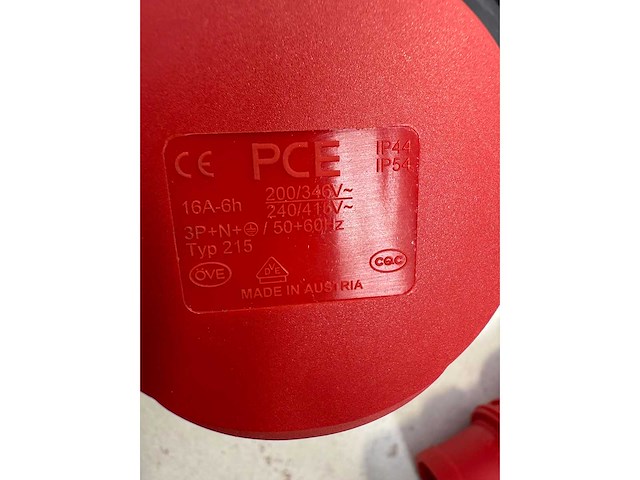 CE PCE IP44
IP54
16A-6h 200/346V~
240/415V~
3P+N+⏚ / 50+60Hz
Typ 215
ÖVE VDE CQC
MADE IN AUSTRIA